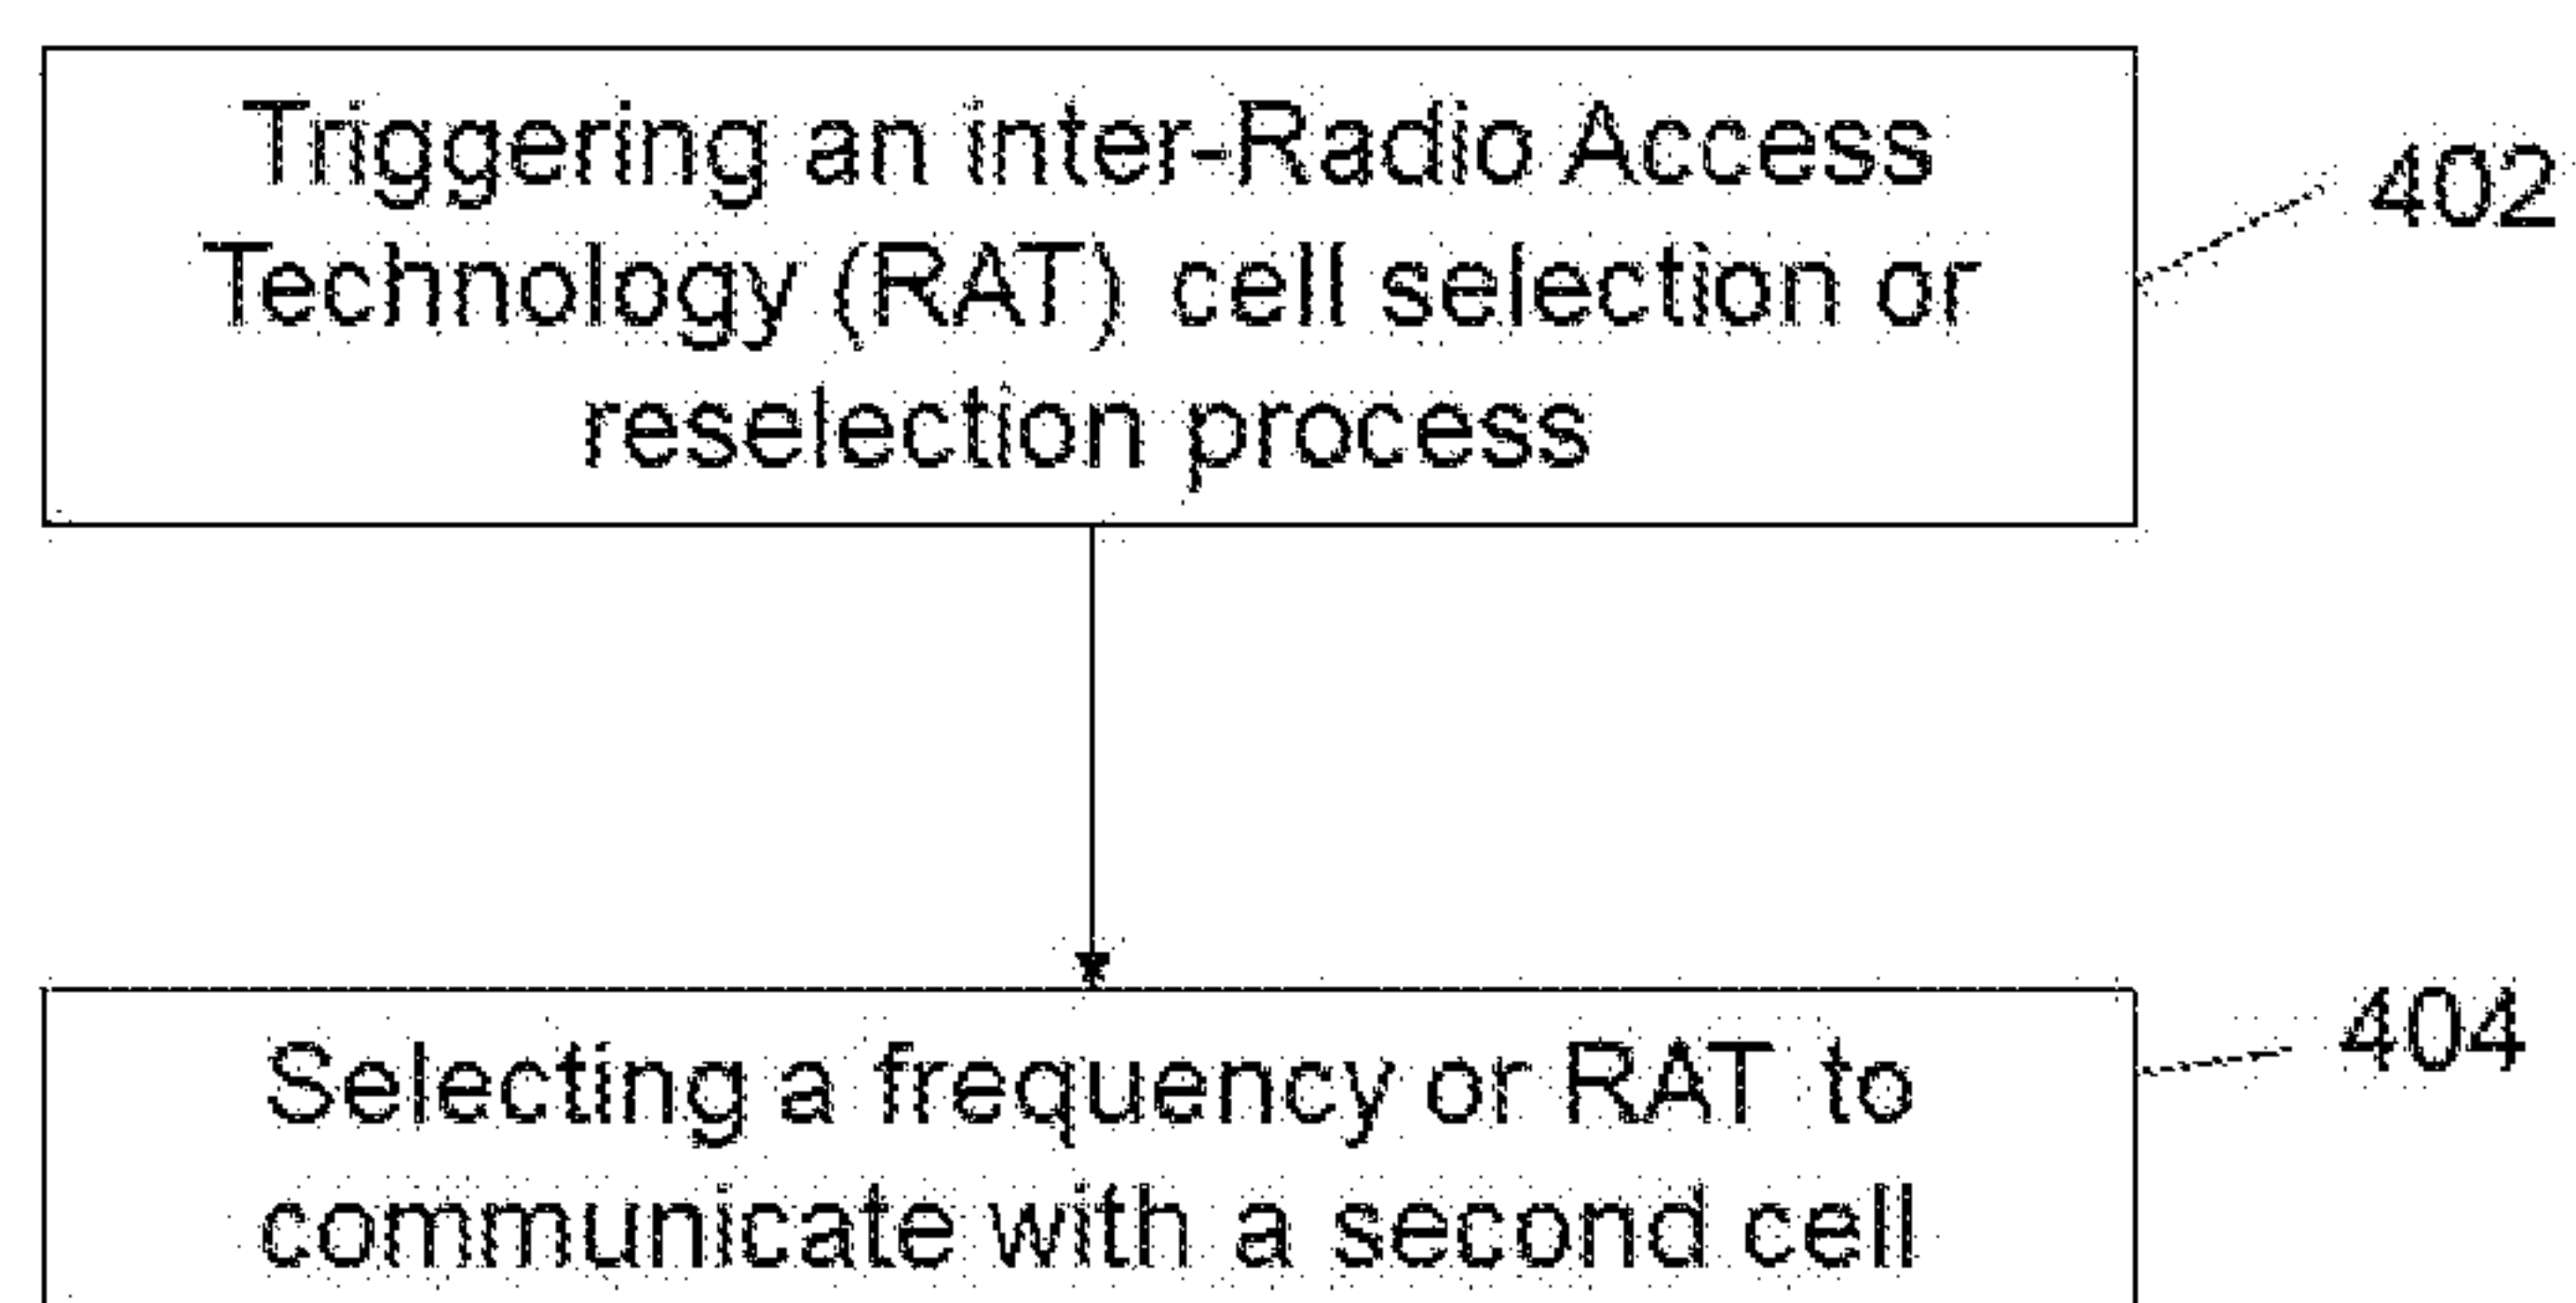 Triggering an inter-Radio Access
Technology (RAT) cell selection or
reselection process
402
Selecting a frequency or RAT to
communicate with a second cell
404